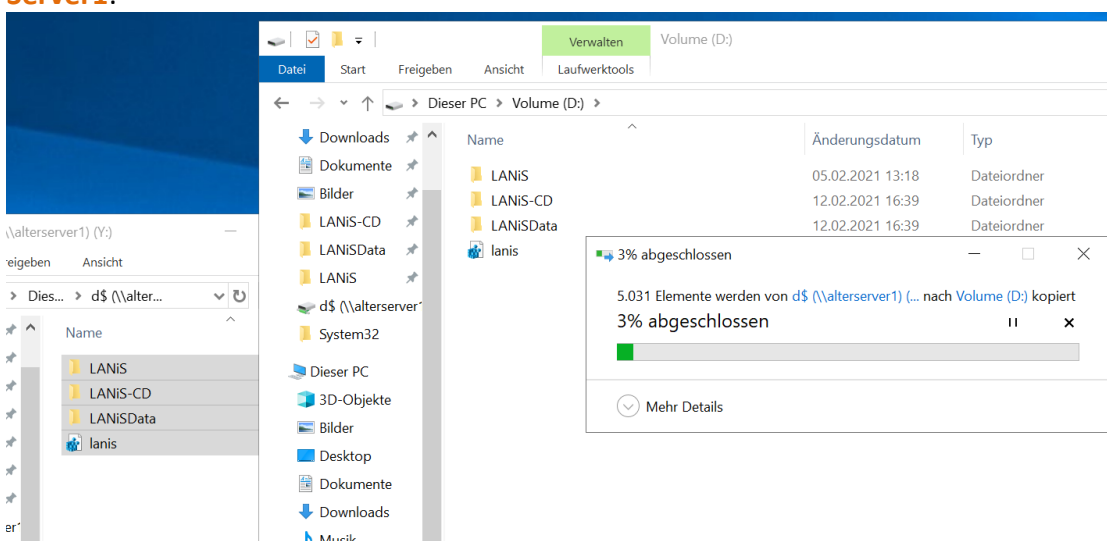 Server1.
Verwalten
Volume (D:)
Datei Start Freigeben Ansicht Laufwerktools
Dieser PC > Volume (D:) >
Downloads
Dokumente
Bilder
LANiS-CD
LANiSData
LANiS
d$ (\\alterserver1
System32
Dieser PC
3D-Objekte
Bilder
Desktop
Dokumente
Downloads
Musik
Name Änderungsdatum Typ
LANiS 05.02.2021 13:18 Dateiordner
LANiS-CD 12.02.2021 16:39 Dateiordner
LANiSData 12.02.2021 16:39 Dateiordner
lanis
\\alterserver1) (Y:)
reigeben Ansicht
> Dies... > d$ (\\alter...
Name
LANiS
LANiS-CD
LANiSData
lanis
er1
3% abgeschlossen
5.031 Elemente werden von d$ (\\alterserver1) (... nach Volume (D:) kopiert
3% abgeschlossen
Mehr Details